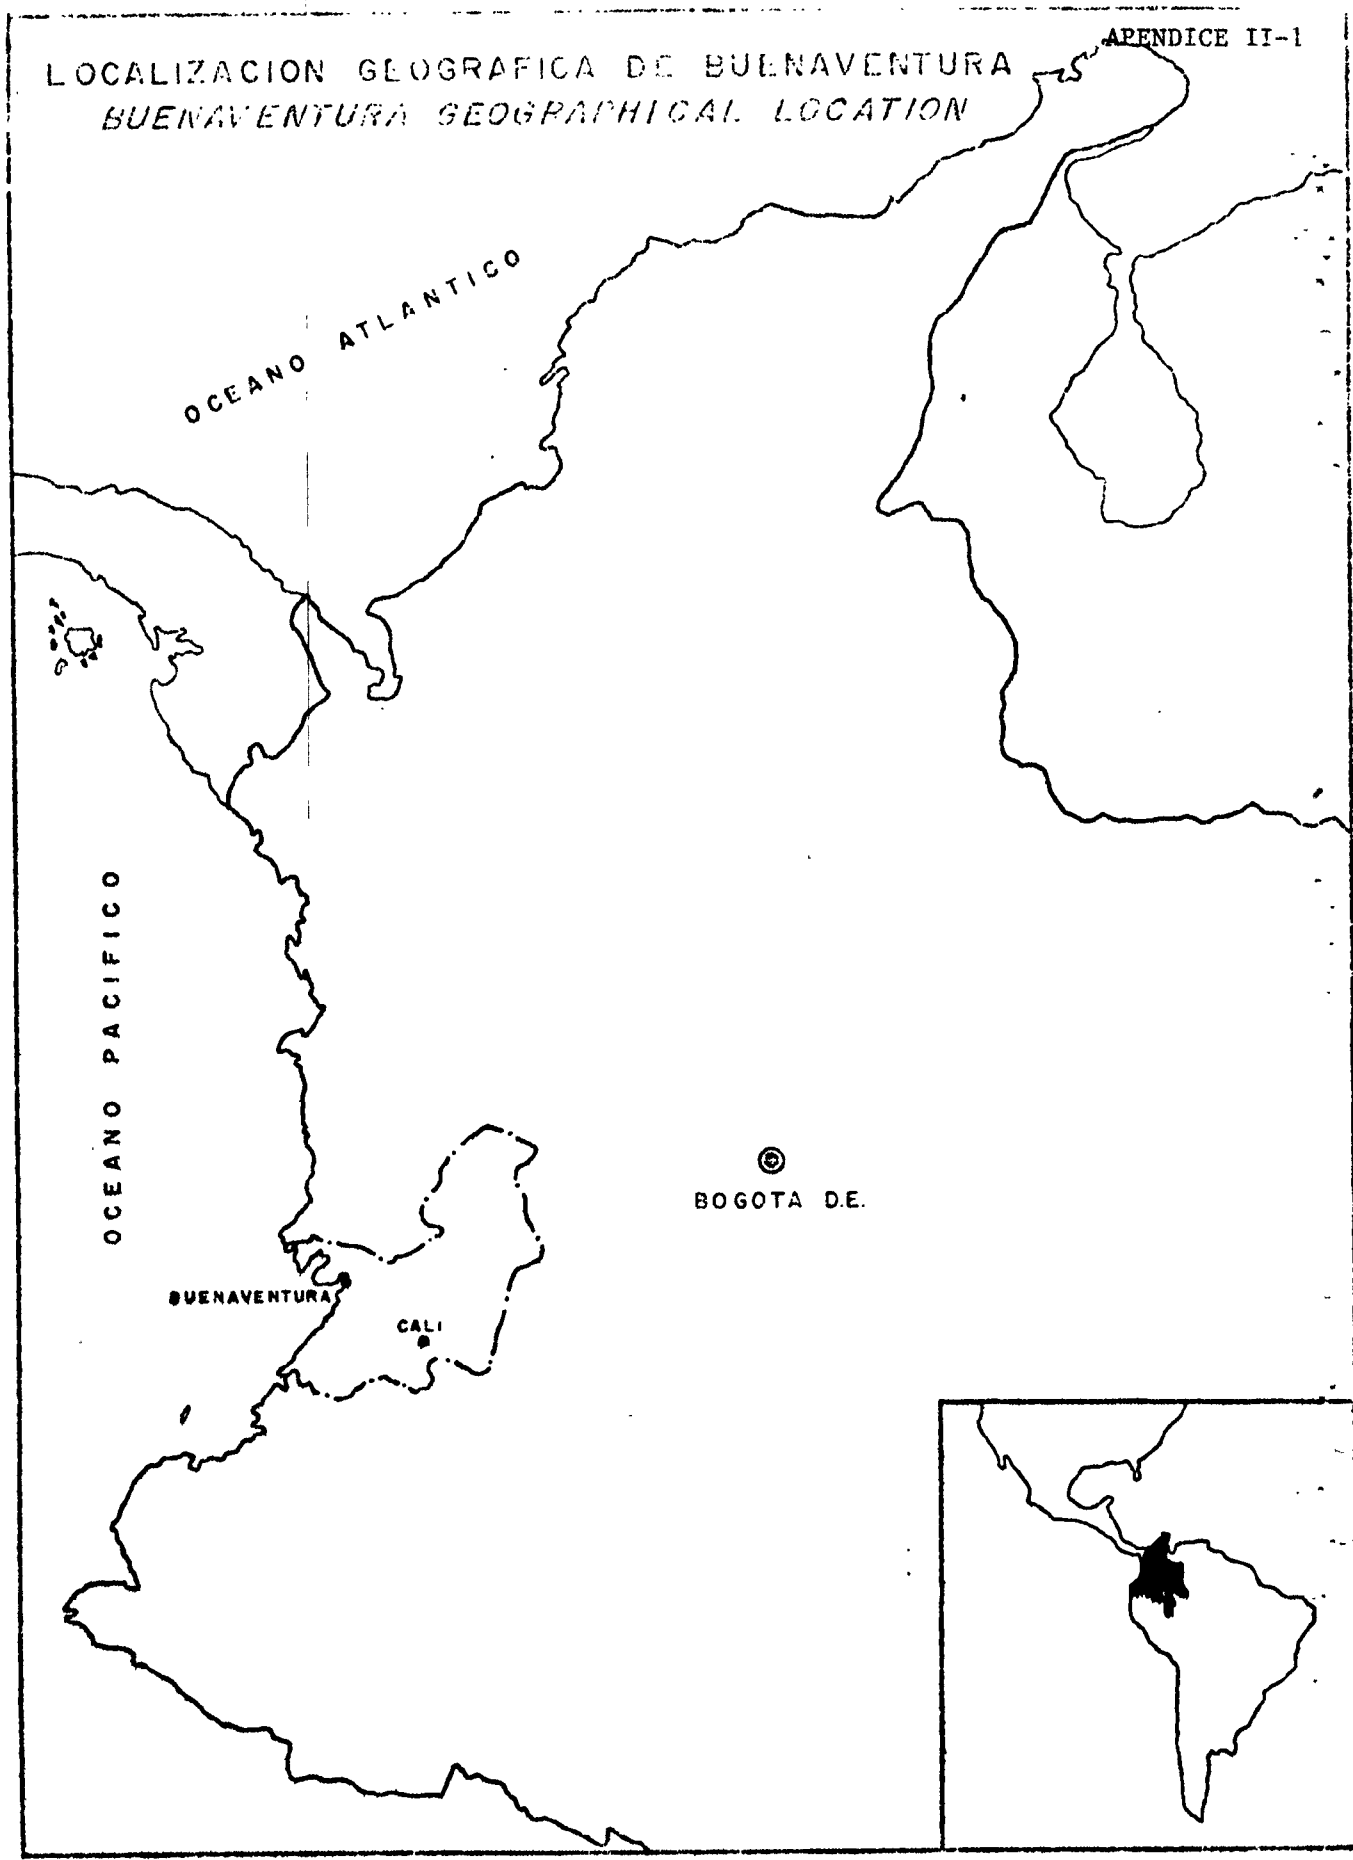 APENDICE II-1
LOCALIZACION GEOGRAFICA DE BUENAVENTURA
BUENAVENTURA GEOGRAPHICAL LOCATION
OCEANO ATLANTICO
OCEANO PACIFICO
BOGOTA D.E.
BUENAVENTURA
CALI